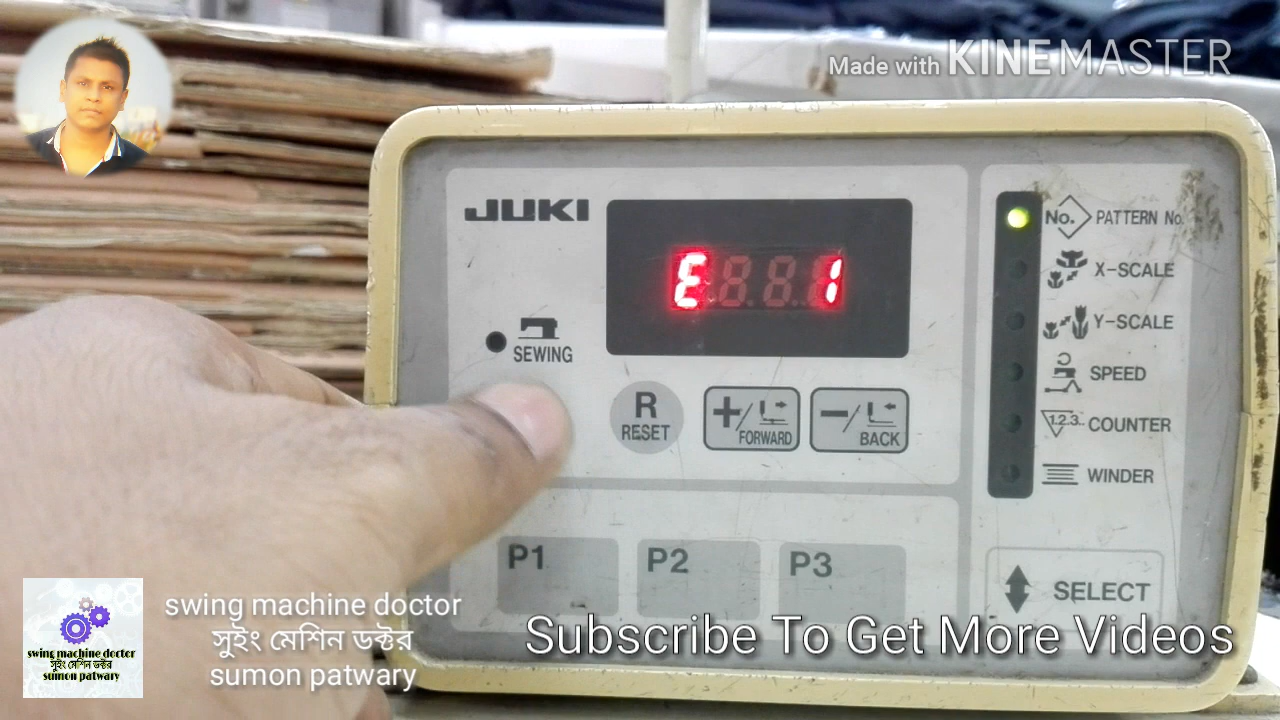 Made with KINEMASTER
JUKI
E 1
No. PATTERN No.
X-SCALE
Y-SCALE
SPEED
1.2.3. COUNTER
WINDER
SEWING
R
RESET
+/ FORWARD
-/ BACK
P1
P2
P3
SELECT
swing machine doctor
সুইং মেশিন ডক্টর
sumon patwary
swing machine doctor
সুইং মেশিন ডক্টর
sumon patwary
Subscribe To Get More Videos